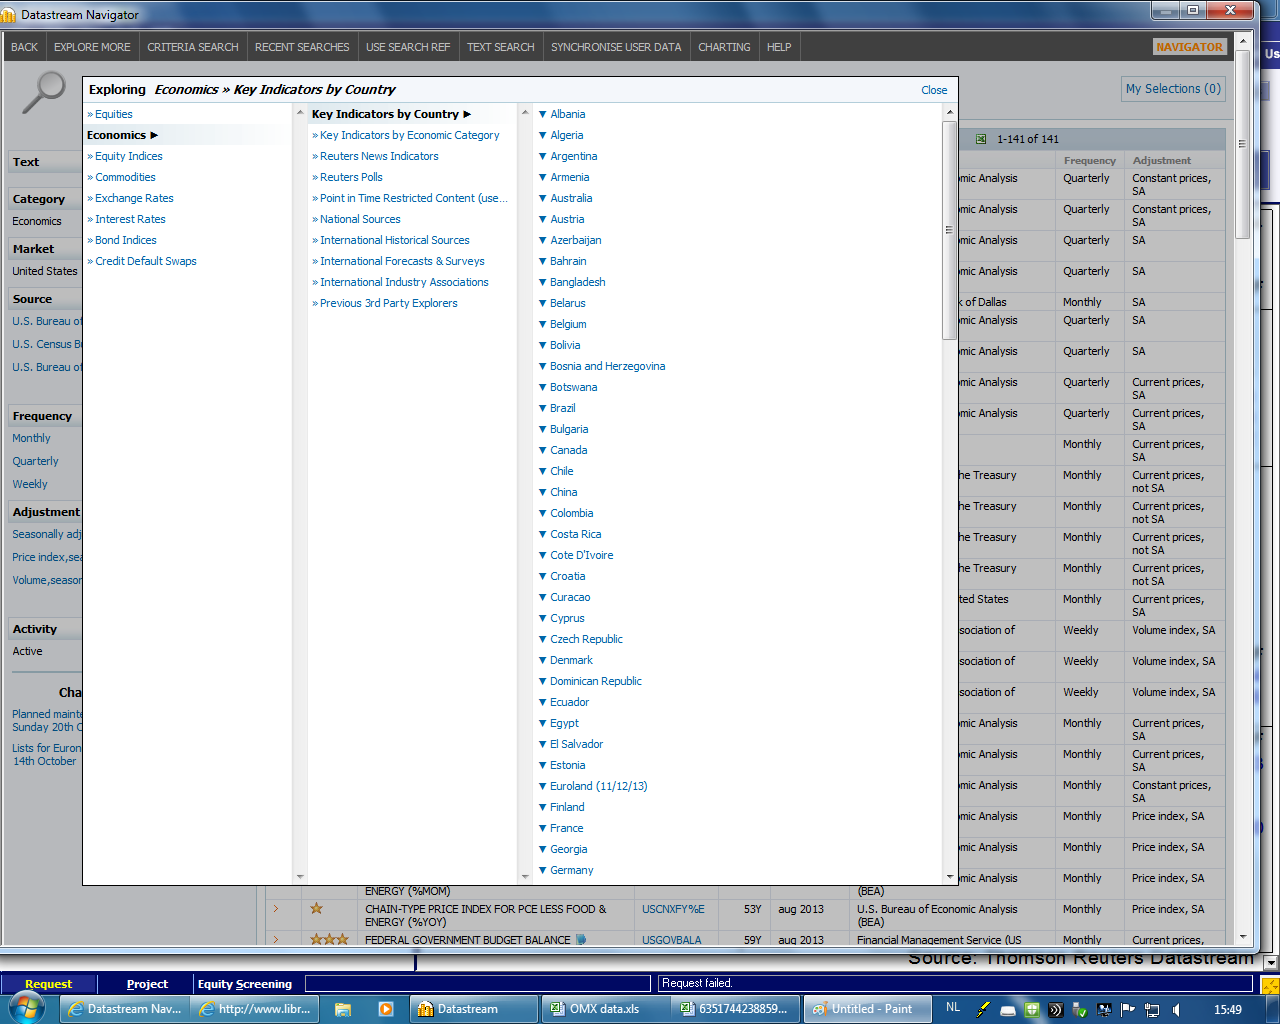 Datastream Navigator
BACK EXPLORE MORE CRITERIA SEARCH RECENT SEARCHES USE SEARCH REF TEXT SEARCH SYNCHRONISE USER DATA CHARTING HELP NAVIGATOR
Us
My Selections (0)
Exploring Economics » Key Indicators by Country Close
» Equities
Economics
» Equity Indices
» Commodities
» Exchange Rates
» Interest Rates
» Bond Indices
» Credit Default Swaps
Key Indicators by Country
» Key Indicators by Economic Category
» Reuters News Indicators
» Reuters Polls
» Point in Time Restricted Content (use...
» National Sources
» International Historical Sources
» International Forecasts & Surveys
» International Industry Associations
» Previous 3rd Party Explorers
Albania
Algeria
Argentina
Armenia
Australia
Austria
Azerbaijan
Bahrain
Bangladesh
Belarus
Belgium
Bolivia
Bosnia and Herzegovina
Botswana
Brazil
Bulgaria
Canada
Chile
China
Colombia
Costa Rica
Cote D'Ivoire
Croatia
Curacao
Cyprus
Czech Republic
Denmark
Dominican Republic
Ecuador
Egypt
El Salvador
Estonia
Euroland (11/12/13)
Finland
France
Georgia
Germany
Text
Category
Economics
Market
United States
Source
U.S. Bureau of
U.S. Census B
U.S. Bureau of
Frequency
Monthly
Quarterly
Weekly
Adjustment
Seasonally adj
Price index,sea
Volume,season
Activity
Active
Cha
Planned mainte
Sunday 20th O
Lists for Euron
14th October
1-141 of 141
Frequency Adjustment
omic Analysis Quarterly Constant prices,
SA
omic Analysis Quarterly Constant prices,
SA
omic Analysis Quarterly SA
omic Analysis Quarterly SA
k of Dallas Monthly SA
omic Analysis Quarterly SA
omic Analysis Quarterly SA
omic Analysis Quarterly Current prices,
SA
omic Analysis Quarterly Current prices,
SA
Monthly Current prices,
SA
he Treasury Monthly Current prices,
not SA
he Treasury Monthly Current prices,
not SA
he Treasury Monthly Current prices,
not SA
he Treasury Monthly Current prices,
not SA
ted States Monthly Current prices,
SA
sociation of Weekly Volume index, SA
sociation of Weekly Volume index, SA
sociation of Weekly Volume index, SA
omic Analysis Monthly Current prices,
SA
omic Analysis Monthly Current prices,
SA
omic Analysis Monthly Constant prices,
SA
omic Analysis Monthly Price index, SA
omic Analysis Monthly Price index, SA
omic Analysis Monthly Price index, SA
ENERGY (%MOM) (BEA)
CHAIN-TYPE PRICE INDEX FOR PCE LESS FOOD & USCNXFY%E 53Y aug 2013 U.S. Bureau of Economic Analysis Monthly Price index, SA
ENERGY (%YOY) (BEA)
FEDERAL GOVERNMENT BUDGET BALANCE USGOVBALA 59Y aug 2013 Financial Management Service (US Monthly Current prices,
Source: Thomson Reuters Datastream
Request Project Equity Screening Request failed.
Datastream Nav... http://www.libr... Datastream OMX data.xls 6351744238859... Untitled - Paint NL 15:49